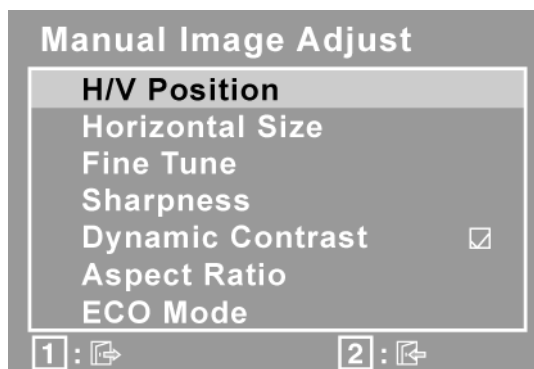 Manual Image Adjust
H/V Position
Horizontal Size
Fine Tune
Sharpness
Dynamic Contrast
Aspect Ratio
ECO Mode
1: 2: